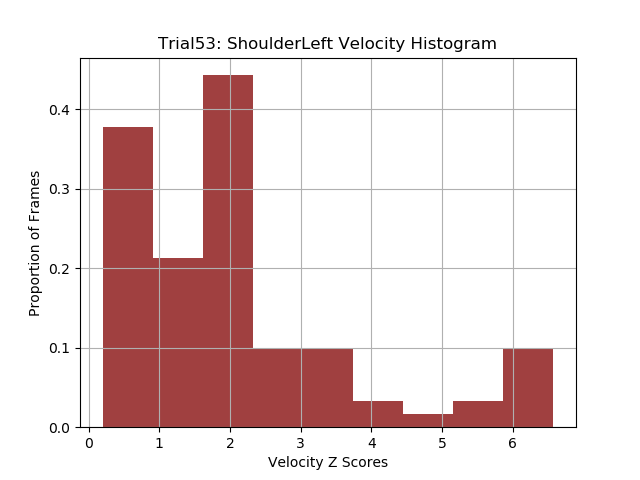 Trial53: ShoulderLeft Velocity Histogram
0.4
0.3
0.2
0.1
0.0
Proportion of Frames
0 1 2 3 4 5 6
Velocity Z Scores